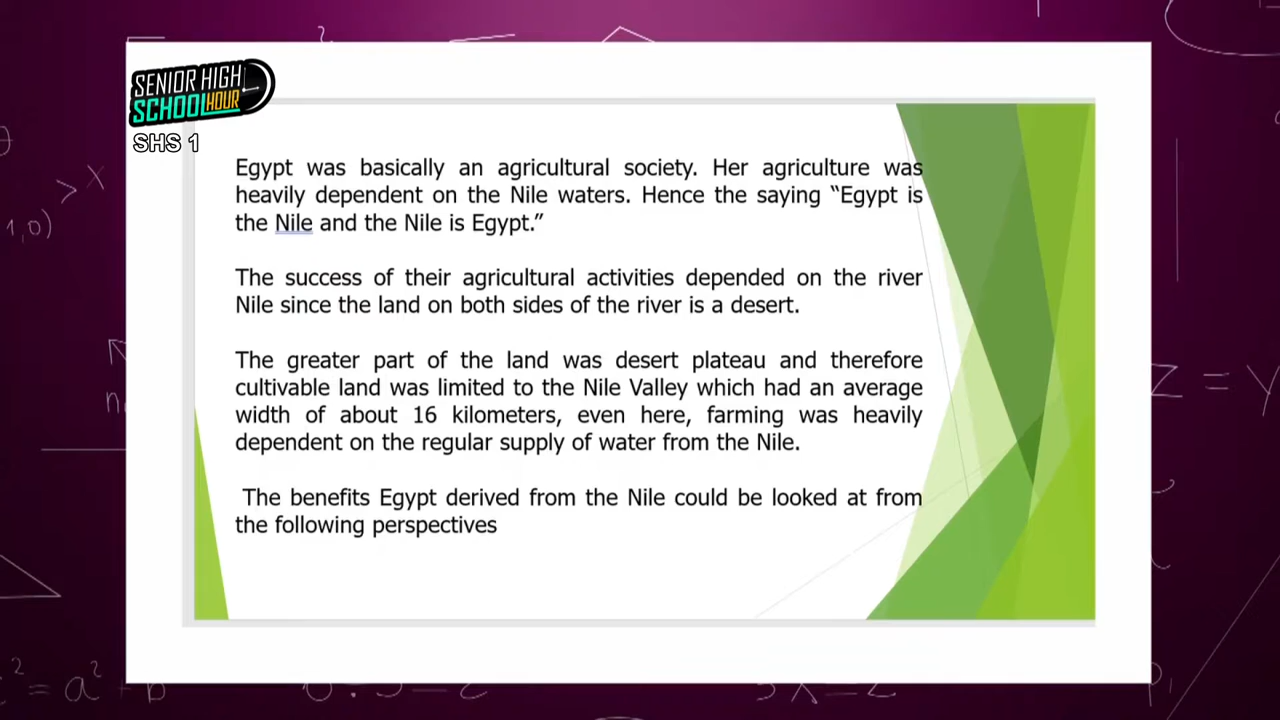 SENIOR HIGH
SCHOOL HOUR
SHS 1
Egypt was basically an agricultural society. Her agriculture was
heavily dependent on the Nile waters. Hence the saying “Egypt is
the Nile and the Nile is Egypt.”
The success of their agricultural activities depended on the river
Nile since the land on both sides of the river is a desert.
The greater part of the land was desert plateau and therefore
cultivable land was limited to the Nile Valley which had an average
width of about 16 kilometers, even here, farming was heavily
dependent on the regular supply of water from the Nile.
The benefits Egypt derived from the Nile could be looked at from
the following perspectives